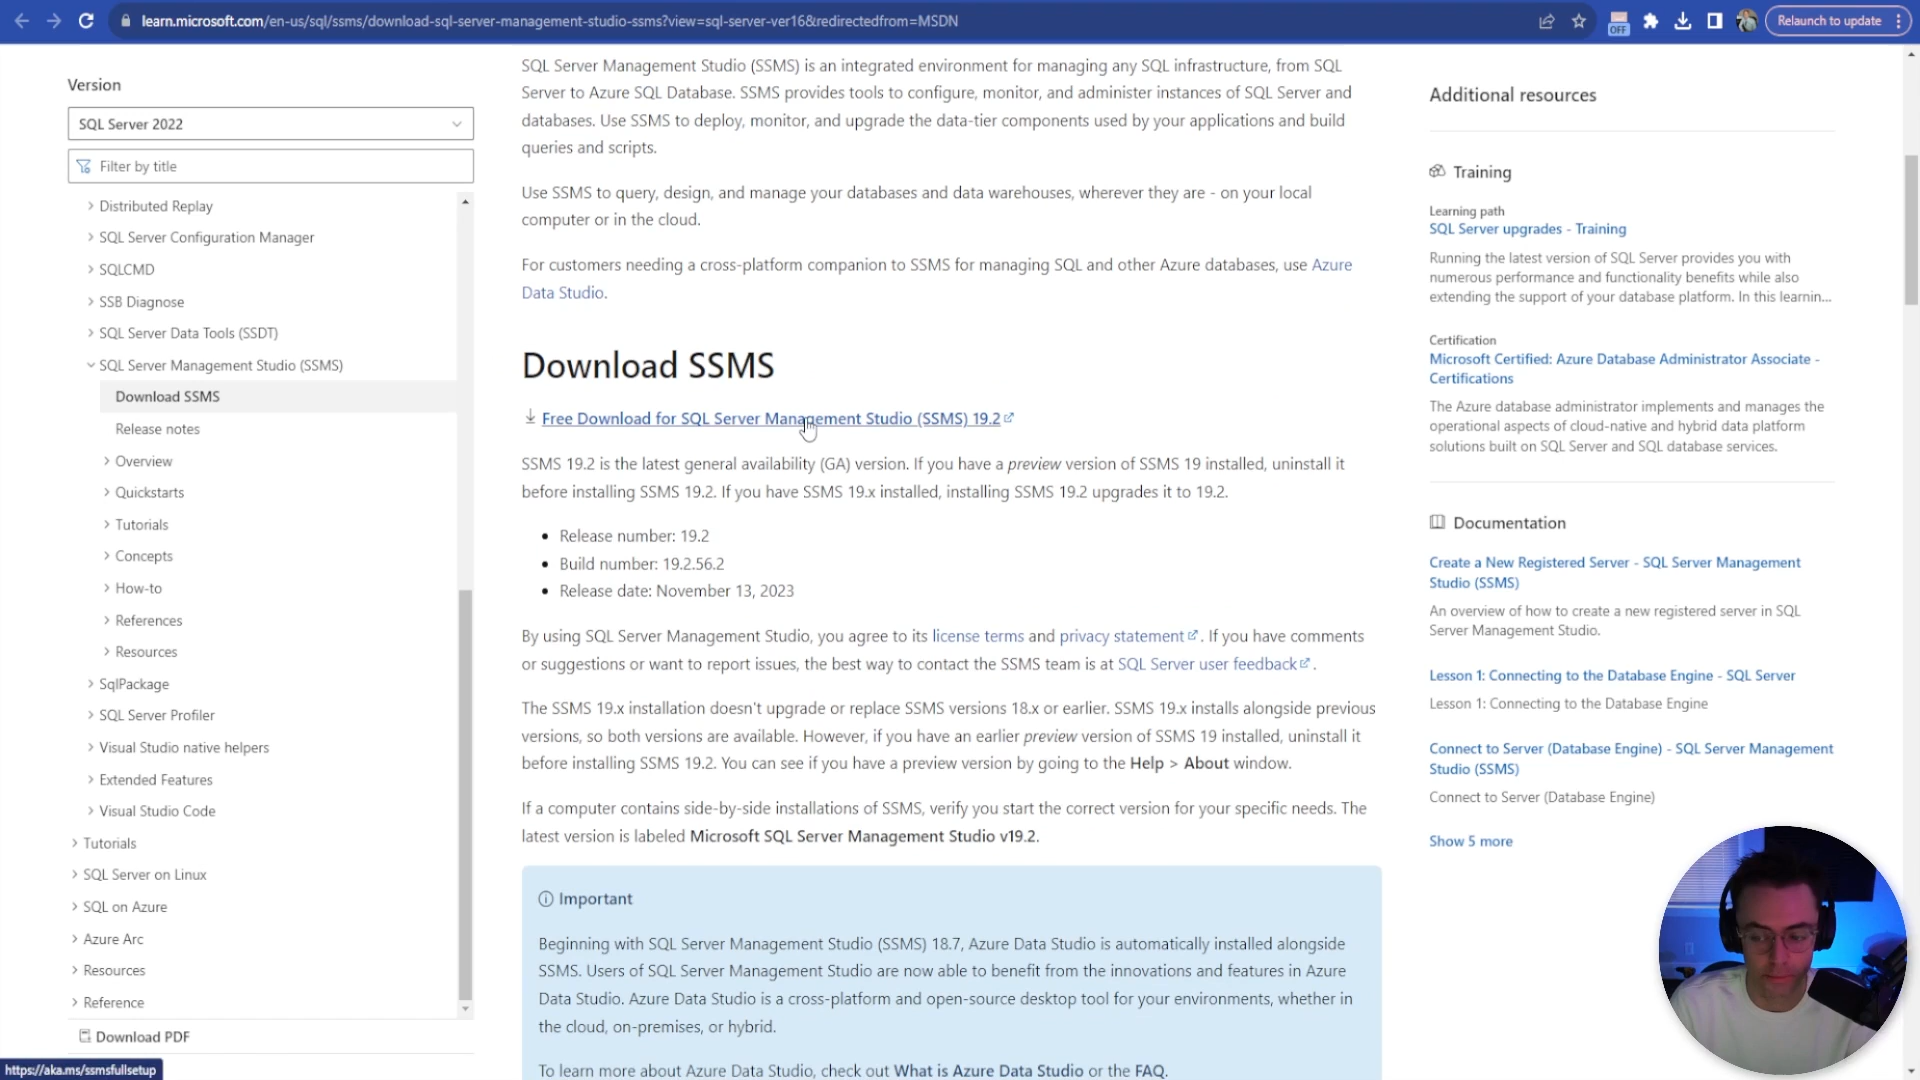 learn.microsoft.com/en-us/sql/ssms/download-sql-server-management-studio-ssms?view=sql-server-ver16&redirectedfrom=MSDN
OFF
Relaunch to update
Version
SQL Server 2022
Filter by title
Distributed Replay
SQL Server Configuration Manager
SQLCMD
SSB Diagnose
SQL Server Data Tools (SSDT)
SQL Server Management Studio (SSMS)
Download SSMS
Release notes
Overview
Quickstarts
Tutorials
Concepts
How-to
References
Resources
SqlPackage
SQL Server Profiler
Visual Studio native helpers
Extended Features
Visual Studio Code
Tutorials
SQL Server on Linux
SQL on Azure
Azure Arc
Resources
Reference
Download PDF
https://aka.ms/ssmsfullsetup
SQL Server Management Studio (SSMS) is an integrated environment for managing any SQL infrastructure, from SQL
Server to Azure SQL Database. SSMS provides tools to configure, monitor, and administer instances of SQL Server and
databases. Use SSMS to deploy, monitor, and upgrade the data-tier components used by your applications and build
queries and scripts.
Use SSMS to query, design, and manage your databases and data warehouses, wherever they are - on your local
computer or in the cloud.
For customers needing a cross-platform companion to SSMS for managing SQL and other Azure databases, use Azure
Data Studio.
Download SSMS
Free Download for SQL Server Management Studio (SSMS) 19.2
SSMS 19.2 is the latest general availability (GA) version. If you have a preview version of SSMS 19 installed, uninstall it
before installing SSMS 19.2. If you have SSMS 19.x installed, installing SSMS 19.2 upgrades it to 19.2.
• Release number: 19.2
• Build number: 19.2.56.2
• Release date: November 13, 2023
By using SQL Server Management Studio, you agree to its license terms and privacy statement. If you have comments
or suggestions or want to report issues, the best way to contact the SSMS team is at SQL Server user feedback.
The SSMS 19.x installation doesn't upgrade or replace SSMS versions 18.x or earlier. SSMS 19.x installs alongside previous
versions, so both versions are available. However, if you have an earlier preview version of SSMS 19 installed, uninstall it
before installing SSMS 19.2. You can see if you have a preview version by going to the Help > About window.
If a computer contains side-by-side installations of SSMS, verify you start the correct version for your specific needs. The
latest version is labeled Microsoft SQL Server Management Studio v19.2.
Important
Beginning with SQL Server Management Studio (SSMS) 18.7, Azure Data Studio is automatically installed alongside
SSMS. Users of SQL Server Management Studio are now able to benefit from the innovations and features in Azure
Data Studio. Azure Data Studio is a cross-platform and open-source desktop tool for your environments, whether in
the cloud, on-premises, or hybrid.
To learn more about Azure Data Studio, check out What is Azure Data Studio or the FAQ.
Additional resources
Training
Learning path
SQL Server upgrades - Training
Running the latest version of SQL Server provides you with
numerous performance and functionality benefits while also
extending the support of your database platform. In this learnin...
Certification
Microsoft Certified: Azure Database Administrator Associate -
Certifications
The Azure database administrator implements and manages the
operational aspects of cloud-native and hybrid data platform
solutions built on SQL Server and SQL database services.
Documentation
Create a New Registered Server - SQL Server Management
Studio (SSMS)
An overview of how to create a new registered server in SQL
Server Management Studio.
Lesson 1: Connecting to the Database Engine - SQL Server
Lesson 1: Connecting to the Database Engine
Connect to Server (Database Engine) - SQL Server Management
Studio (SSMS)
Connect to Server (Database Engine)
Show 5 more